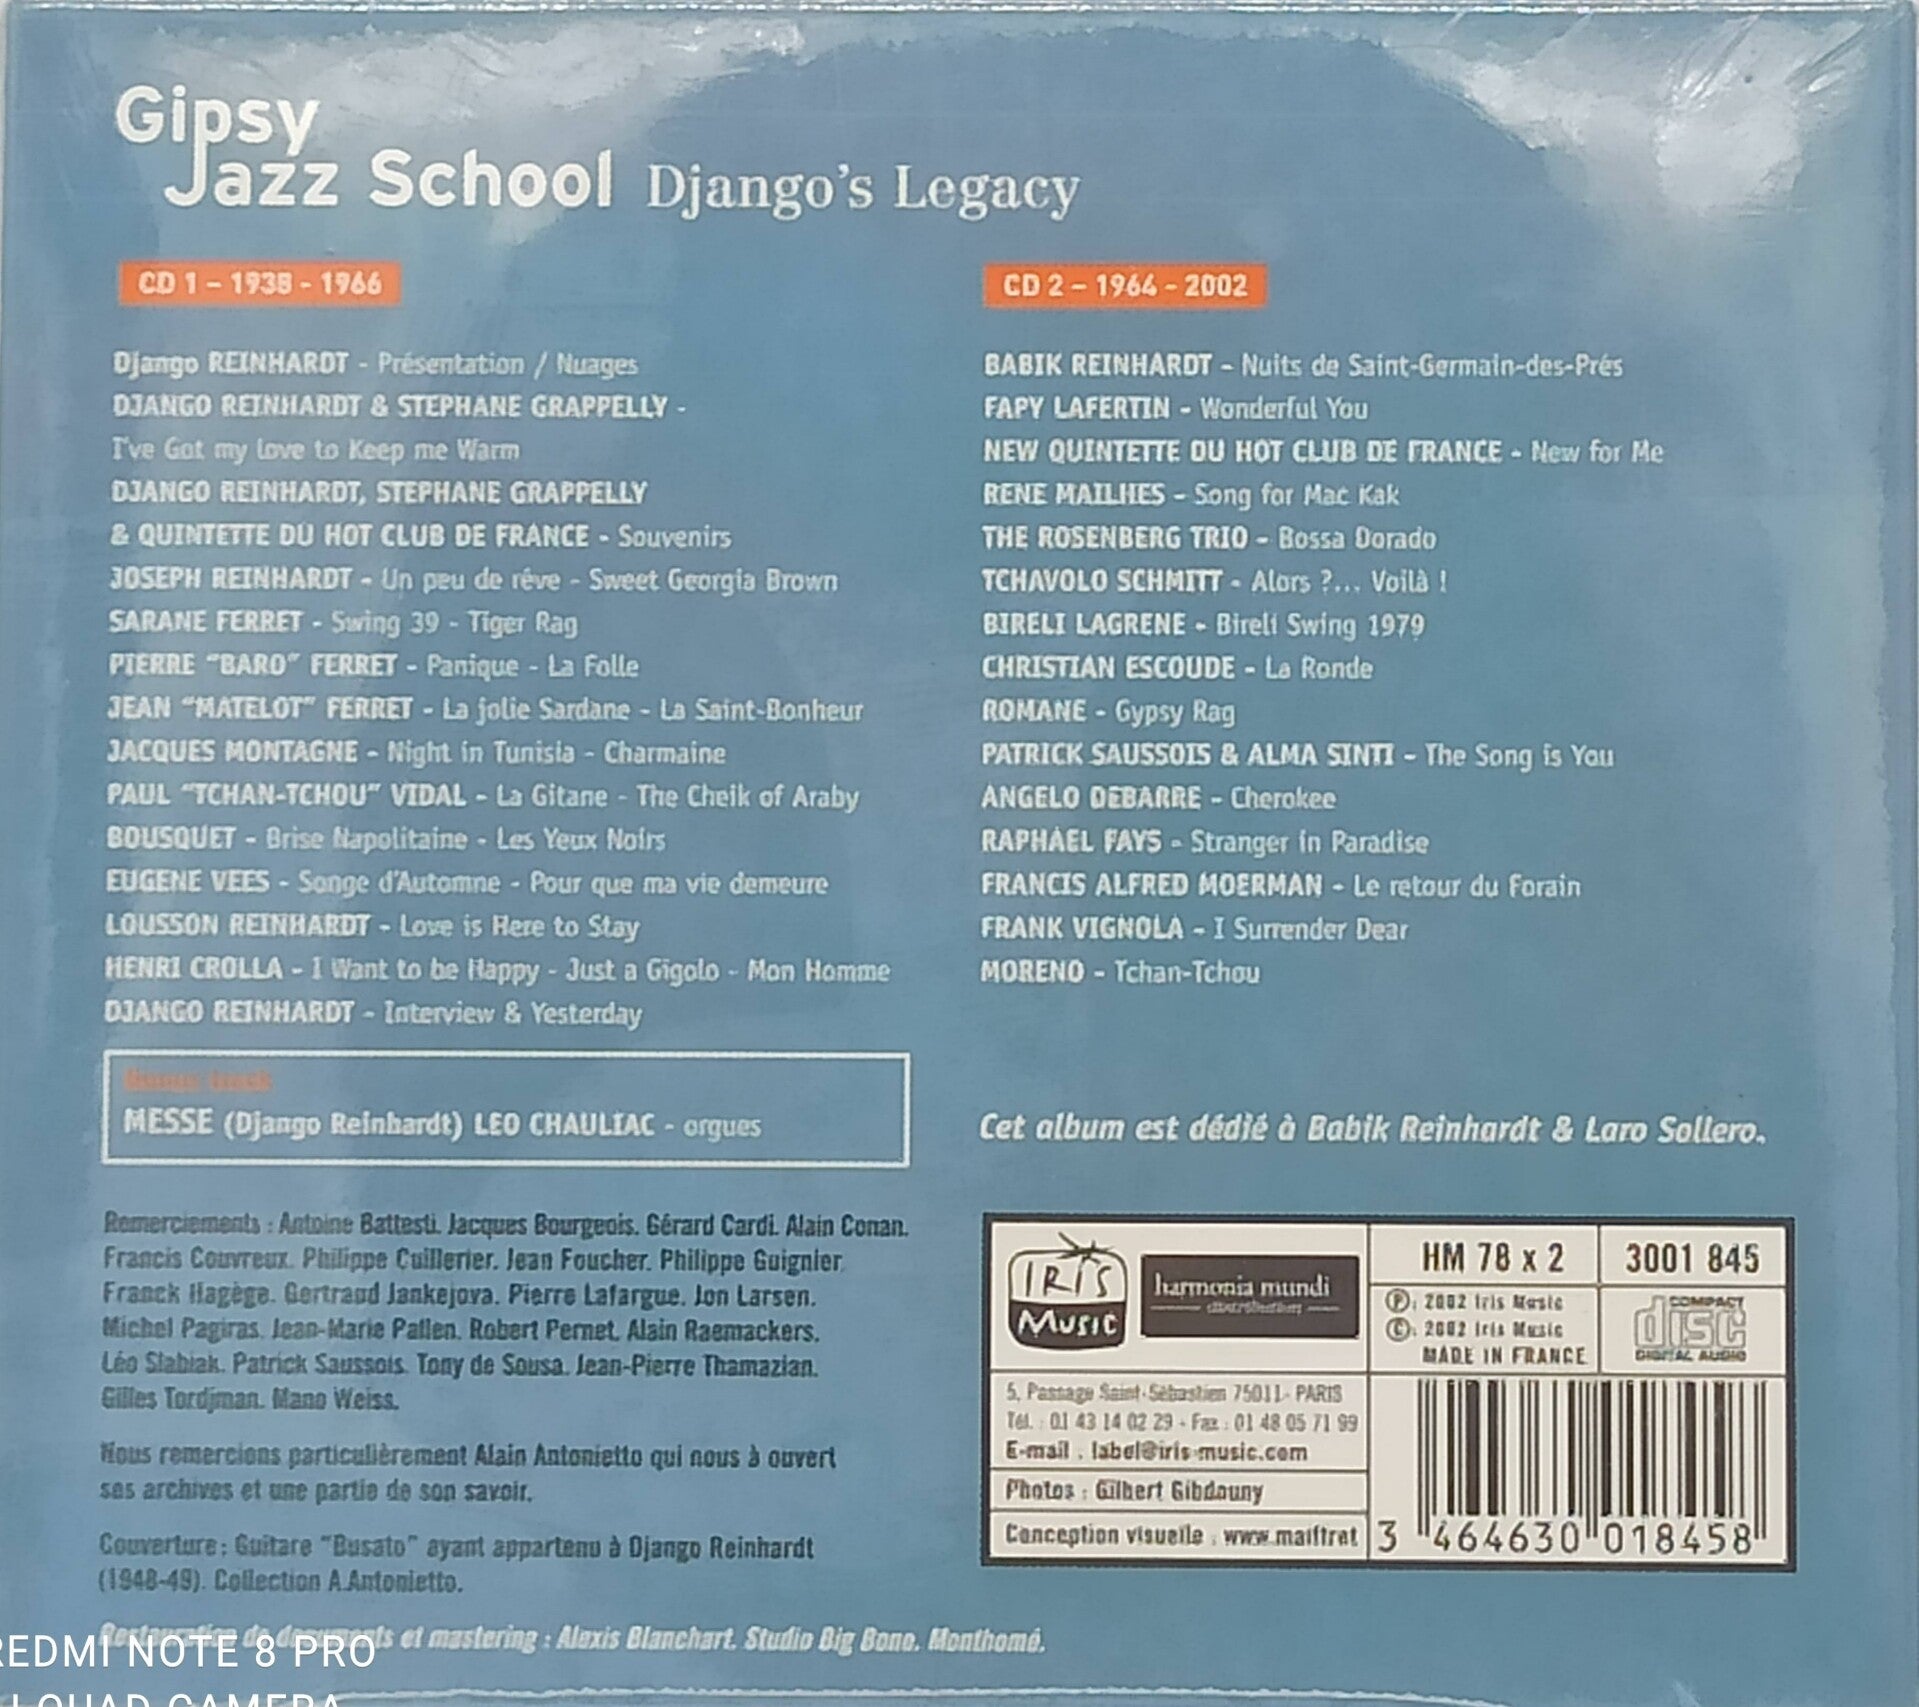 Gipsy
Jazz School Django's Legacy
CD 1 – 1938 - 1966
Django REINHARDT - Présentation / Nuages
DJANGO REINHARDT & STEPHANE GRAPPELLY -
I've Got my Love to Keep me Warm
DJANGO REINHARDT, STEPHANE GRAPPELLY
& QUINTETTE DU HOT CLUB DE FRANCE - Souvenirs
JOSEPH REINHARDT - Un peu de rêve - Sweet Georgia Brown
SARANE FERRET - Swing 39 - Tiger Rag
PIERRE "BARO" FERRET - Panique - La Folle
JEAN "MATELOT" FERRET - La jolie Sardane - La Saint-Bonheur
JACQUES MONTAGNE - Night in Tunisia - Charmaine
PAUL "TCHAN-TCHOU" VIDAL - La Gitane - The Cheik of Araby
BOUSQUET - Brise Napolitaine - Les Yeux Noirs
EUGENE VEES - Songe d'Automne - Pour que ma vie demeure
LOUSSON REINHARDT - Love is Here to Stay
HENRI CROLLA - I Want to be Happy - Just a Gigolo - Mon Homme
DJANGO REINHARDT - Interview & Yesterday
Bonus track
MESSE (Django Reinhardt) LEO CHAULIAC - orgues
CD 2 – 1964 - 2002
BABIK REINHARDT - Nuits de Saint-Germain-des-Prés
FAPY LAFERTIN - Wonderful You
NEW QUINTETTE DU HOT CLUB DE FRANCE - New for Me
RENE MAILHES - Song for Mac Kak
THE ROSENBERG TRIO - Bossa Dorado
TCHAVOLO SCHMITT - Alors ?... Voilà !
BIRELI LAGRENE - Bireli Swing 1979
CHRISTIAN ESCOUDE - La Ronde
ROMANE - Gypsy Rag
PATRICK SAUSSOIS & ALMA SINTI - The Song is You
ANGELO DEBARRE - Cherokee
RAPHAËL FAYS - Stranger in Paradise
FRANCIS ALFRED MOERMAN - Le retour du Forain
FRANK VIGNOLA - I Surrender Dear
MORENO - Tchan-Tchou
Cet album est dédié à Babik Reinhardt & Laro Sollero.
Remerciements : Antoine Battesti. Jacques Bourgeois. Gérard Cardi. Alain Conan.
Francis Couvreux. Philippe Cuillerier. Jean Foucher. Philippe Guignier.
Franck Hagège. Gertraud Jankejova. Pierre Lafargue. Jon Larsen.
Michel Pagiras. Jean-Marie Pallen. Robert Pernet. Alain Raemackers.
Léo Slabiak. Patrick Saussois. Tony de Sousa. Jean-Pierre Thamazian.
Gilles Tordjman. Mano Weiss.
Nous remercions particulièrement Alain Antonietto qui nous à ouvert
ses archives et une partie de son savoir.
Couverture : Guitare "Busato" ayant appartenu à Django Reinhardt
(1948-49). Collection A.Antonietto.
Restauration de documents et mastering : Alexis Blanchart. Studio Big Bono. Monthomé.
IRIS
MUSIC
harmonia mundi
distribution
HM 78 x 2
3001 845
℗: 2002 Iris Music
©: 2002 Iris Music
MADE IN FRANCE
COMPACT
disc
DIGITAL AUDIO
5, Passage Saint-Sébastien 75011- PARIS
Tél. : 01 43 14 02 29 - Fax : 01 48 05 71 99
E-mail : label@iris-music.com
Photos : Gilbert Gibdouny
Conception visuelle : www.maiftret
3 464630 018458
REDMI NOTE 8 PRO
QUAD CAMERA